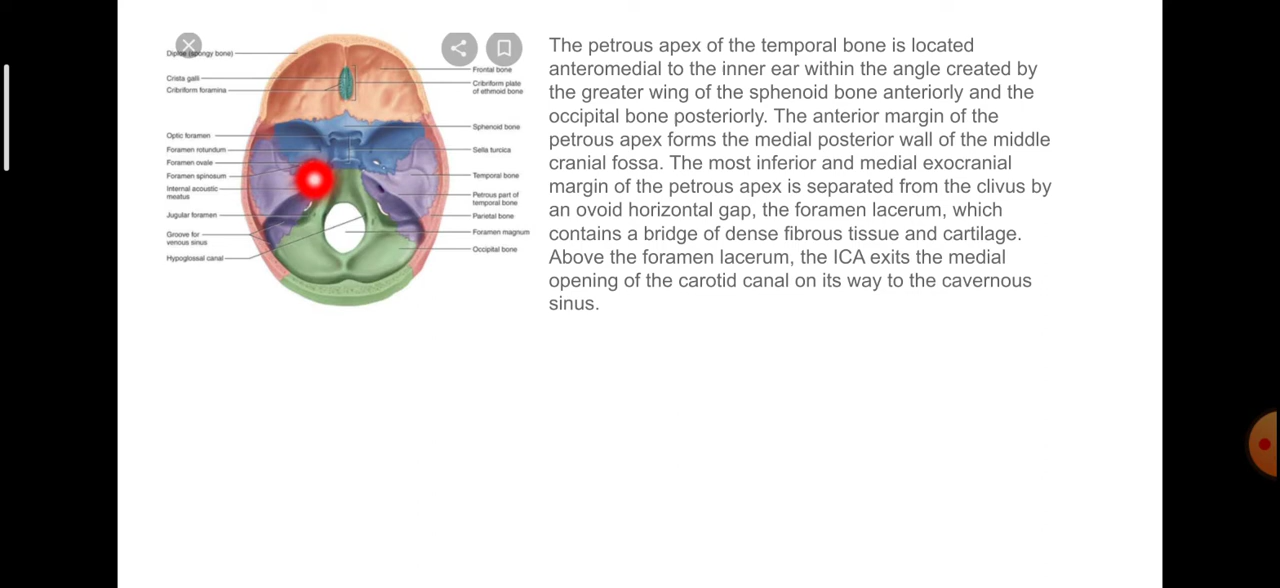 Diploe (spongy bone)
Crista galli
Cribriform foramina
Optic foramen
Foramen rotundum
Foramen ovale
Foramen spinosum
Internal acoustic
meatus
Jugular foramen
Groove for
venous sinus
Hypoglossal canal
Frontal bone
Cribriform plate
of ethmoid bone
Sphenoid bone
Sella turcica
Temporal bone
Petrous part of
temporal bone
Parietal bone
Foramen magnum
Occipital bone
The petrous apex of the temporal bone is located
anteromedial to the inner ear within the angle created by
the greater wing of the sphenoid bone anteriorly and the
occipital bone posteriorly. The anterior margin of the
petrous apex forms the medial posterior wall of the middle
cranial fossa. The most inferior and medial exocranial
margin of the petrous apex is separated from the clivus by
an ovoid horizontal gap, the foramen lacerum, which
contains a bridge of dense fibrous tissue and cartilage.
Above the foramen lacerum, the ICA exits the medial
opening of the carotid canal on its way to the cavernous
sinus.